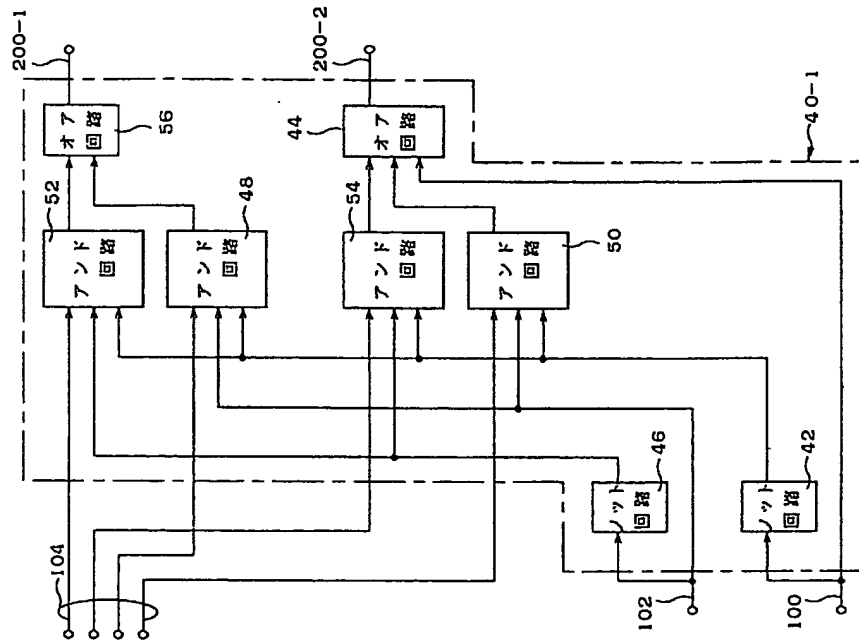 200-1
オア
回路
56
52
アンド
回路
48
アンド
回路
200-2
44
オア
回路
54
アンド
回路
アンド
回路
50
40-1
104
ノット
回路
46
ノット
回路
42
102
100